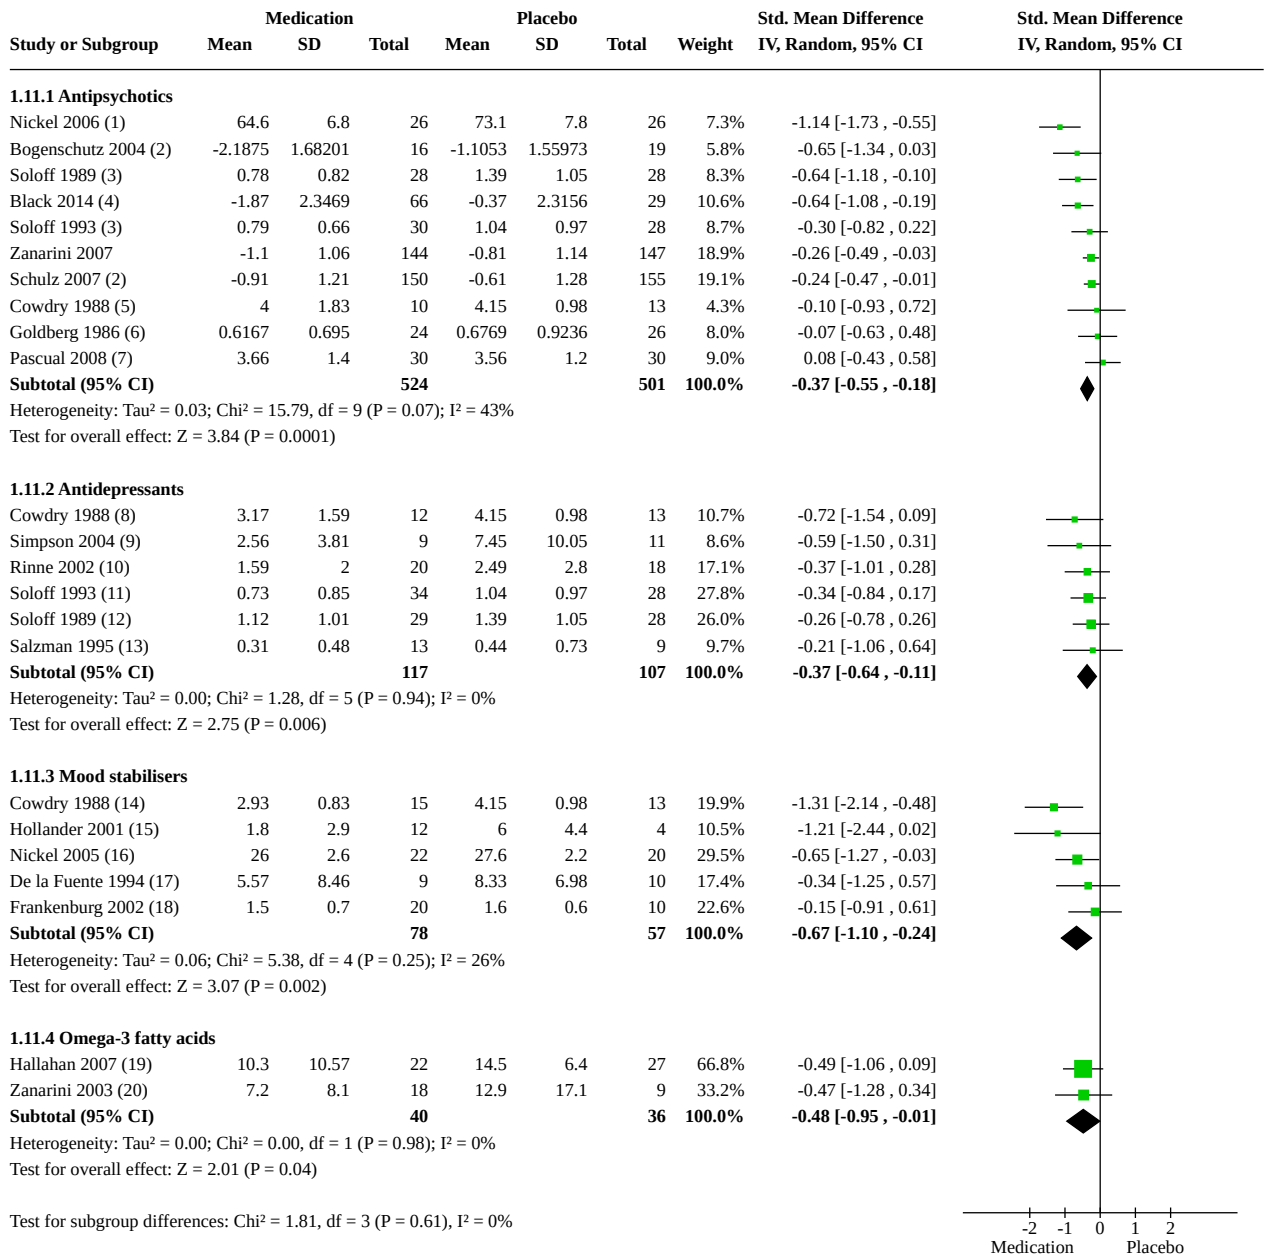 Medication Placebo Std. Mean Difference Std. Mean Difference
Study or Subgroup Mean SD Total Mean SD Total Weight IV, Random, 95% CI IV, Random, 95% CI
1.11.1 Antipsychotics
Nickel 2006 (1) 64.6 6.8 26 73.1 7.8 26 7.3% -1.14 [-1.73 , -0.55]
Bogenschutz 2004 (2) -2.1875 1.68201 16 -1.1053 1.55973 19 5.8% -0.65 [-1.34 , 0.03]
Soloff 1989 (3) 0.78 0.82 28 1.39 1.05 28 8.3% -0.64 [-1.18 , -0.10]
Black 2014 (4) -1.87 2.3469 66 -0.37 2.3156 29 10.6% -0.64 [-1.08 , -0.19]
Soloff 1993 (3) 0.79 0.66 30 1.04 0.97 28 8.7% -0.30 [-0.82 , 0.22]
Zanarini 2007 -1.1 1.06 144 -0.81 1.14 147 18.9% -0.26 [-0.49 , -0.03]
Schulz 2007 (2) -0.91 1.21 150 -0.61 1.28 155 19.1% -0.24 [-0.47 , -0.01]
Cowdry 1988 (5) 4 1.83 10 4.15 0.98 13 4.3% -0.10 [-0.93 , 0.72]
Goldberg 1986 (6) 0.6167 0.695 24 0.6769 0.9236 26 8.0% -0.07 [-0.63 , 0.48]
Pascual 2008 (7) 3.66 1.4 30 3.56 1.2 30 9.0% 0.08 [-0.43 , 0.58]
Subtotal (95% CI) 524 501 100.0% -0.37 [-0.55 , -0.18]
Heterogeneity: Tau² = 0.03; Chi² = 15.79, df = 9 (P = 0.07); I² = 43%
Test for overall effect: Z = 3.84 (P = 0.0001)
1.11.2 Antidepressants
Cowdry 1988 (8) 3.17 1.59 12 4.15 0.98 13 10.7% -0.72 [-1.54 , 0.09]
Simpson 2004 (9) 2.56 3.81 9 7.45 10.05 11 8.6% -0.59 [-1.50 , 0.31]
Rinne 2002 (10) 1.59 2 20 2.49 2.8 18 17.1% -0.37 [-1.01 , 0.28]
Soloff 1993 (11) 0.73 0.85 34 1.04 0.97 28 27.8% -0.34 [-0.84 , 0.17]
Soloff 1989 (12) 1.12 1.01 29 1.39 1.05 28 26.0% -0.26 [-0.78 , 0.26]
Salzman 1995 (13) 0.31 0.48 13 0.44 0.73 9 9.7% -0.21 [-1.06 , 0.64]
Subtotal (95% CI) 117 107 100.0% -0.37 [-0.64 , -0.11]
Heterogeneity: Tau² = 0.00; Chi² = 1.28, df = 5 (P = 0.94); I² = 0%
Test for overall effect: Z = 2.75 (P = 0.006)
1.11.3 Mood stabilisers
Cowdry 1988 (14) 2.93 0.83 15 4.15 0.98 13 19.9% -1.31 [-2.14 , -0.48]
Hollander 2001 (15) 1.8 2.9 12 6 4.4 4 10.5% -1.21 [-2.44 , 0.02]
Nickel 2005 (16) 26 2.6 22 27.6 2.2 20 29.5% -0.65 [-1.27 , -0.03]
De la Fuente 1994 (17) 5.57 8.46 9 8.33 6.98 10 17.4% -0.34 [-1.25 , 0.57]
Frankenburg 2002 (18) 1.5 0.7 20 1.6 0.6 10 22.6% -0.15 [-0.91 , 0.61]
Subtotal (95% CI) 78 57 100.0% -0.67 [-1.10 , -0.24]
Heterogeneity: Tau² = 0.06; Chi² = 5.38, df = 4 (P = 0.25); I² = 26%
Test for overall effect: Z = 3.07 (P = 0.002)
1.11.4 Omega-3 fatty acids
Hallahan 2007 (19) 10.3 10.57 22 14.5 6.4 27 66.8% -0.49 [-1.06 , 0.09]
Zanarini 2003 (20) 7.2 8.1 18 12.9 17.1 9 33.2% -0.47 [-1.28 , 0.34]
Subtotal (95% CI) 40 36 100.0% -0.48 [-0.95 , -0.01]
Heterogeneity: Tau² = 0.00; Chi² = 0.00, df = 1 (P = 0.98); I² = 0%
Test for overall effect: Z = 2.01 (P = 0.04)
Test for subgroup differences: Chi² = 1.81, df = 3 (P = 0.61), I² = 0%
-2 -1 0 1 2
Medication Placebo